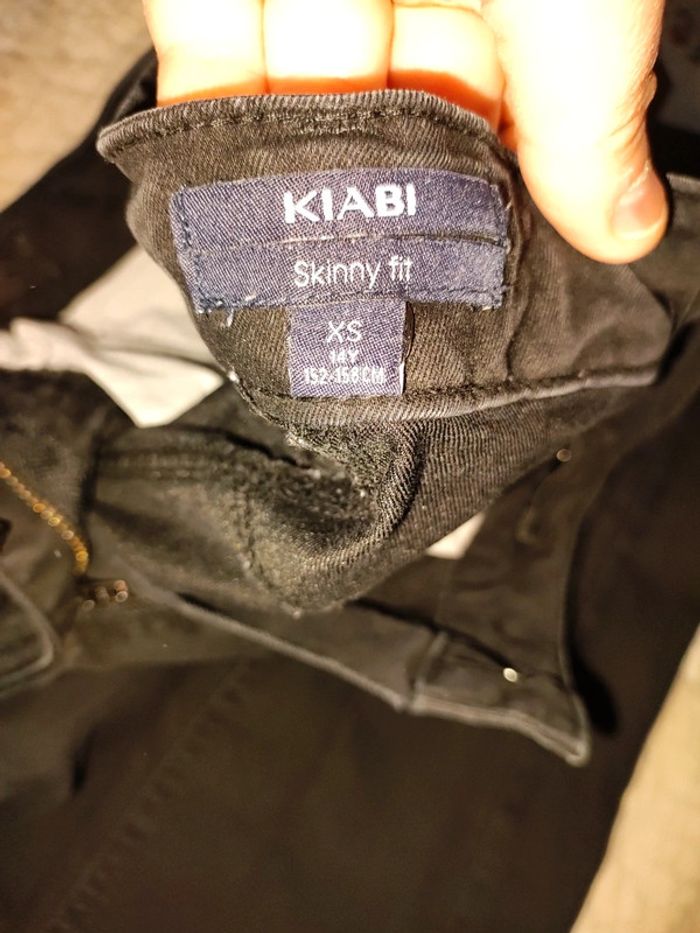 KIABI
Skinny fit
XS
14Y
152-158CM